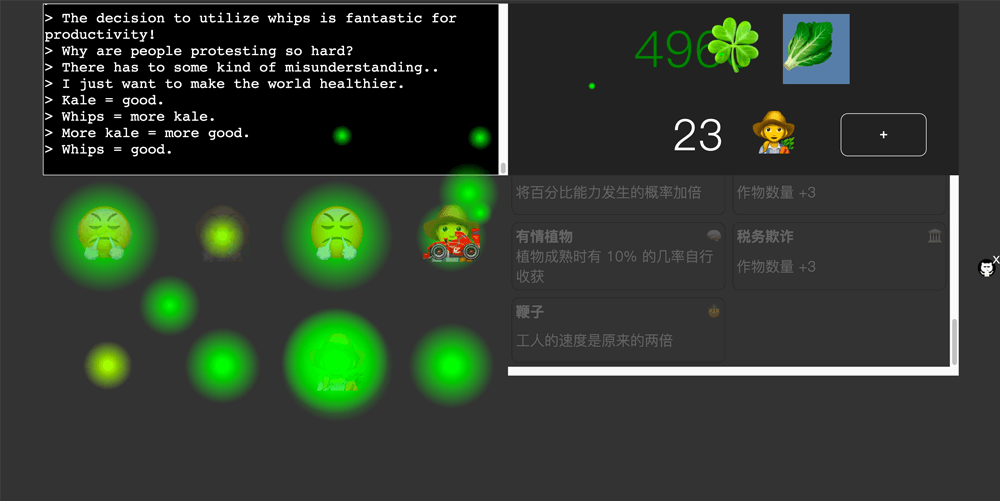 > The decision to utilize whips is fantastic for
productivity!
> Why are people protesting so hard?
> There has to some kind of misunderstanding..
> I just want to make the world healthier.
> Kale = good.
> Whips = more kale.
> More kale = more good.
> Whips = good.
496
23
+
将百分比能力发生的概率加倍
作物数量 +3
有情植物
植物成熟时有 10% 的几率自行
收获
税务欺诈
作物数量 +3
鞭子
工人的速度是原来的两倍
X